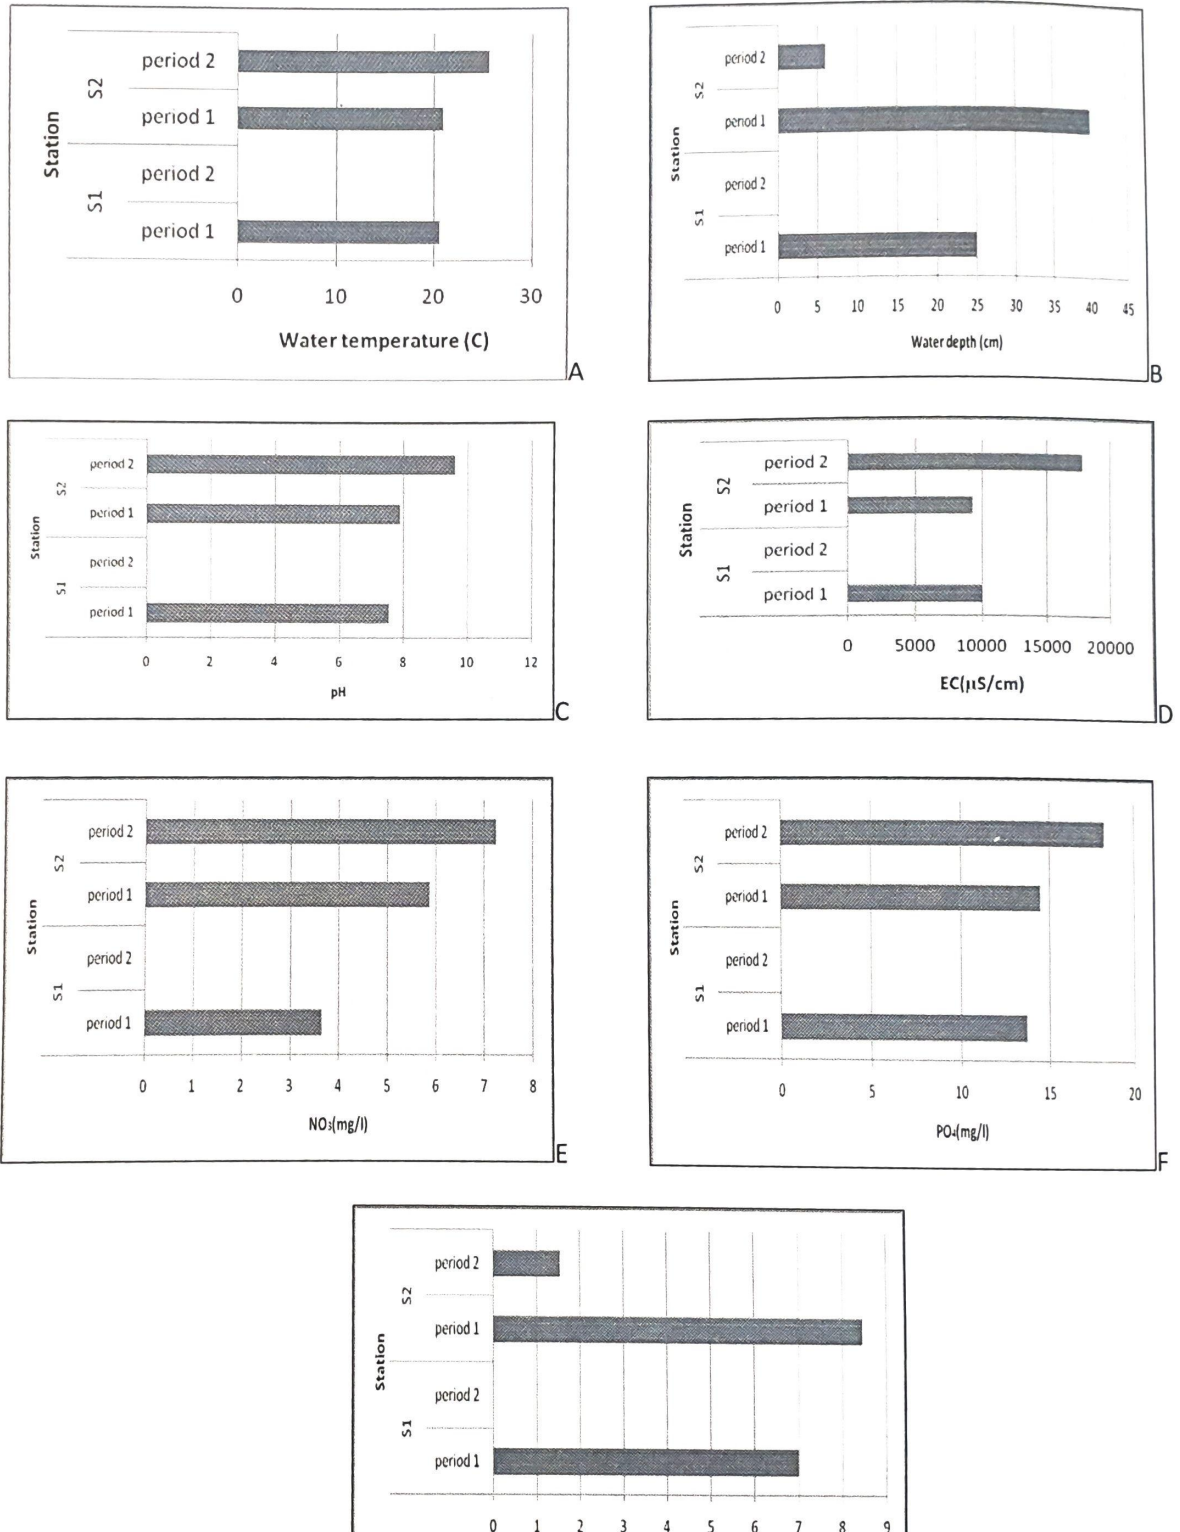 Station
S2
period 2
period 1
S1
period 2
period 1
0 10 20 30
Water temperature (C)
A
Station
S2
period 2
period 1
S1
period 2
period 1
0 5 10 15 20 25 30 35 40 45
Water depth (cm)
B
Station
S2
period 2
period 1
S1
period 2
period 1
0 2 4 6 8 10 12
pH
C
Station
S2
period 2
period 1
S1
period 2
period 1
0 5000 10000 15000 20000
EC(µS/cm)
D
Station
S2
period 2
period 1
S1
period 2
period 1
0 1 2 3 4 5 6 7 8
NO₃(mg/l)
E
Station
S2
period 2
period 1
S1
period 2
period 1
0 5 10 15 20
PO₄(mg/l)
F
Station
S2
period 2
period 1
S1
period 2
period 1
0 1 2 3 4 5 6 7 8 9